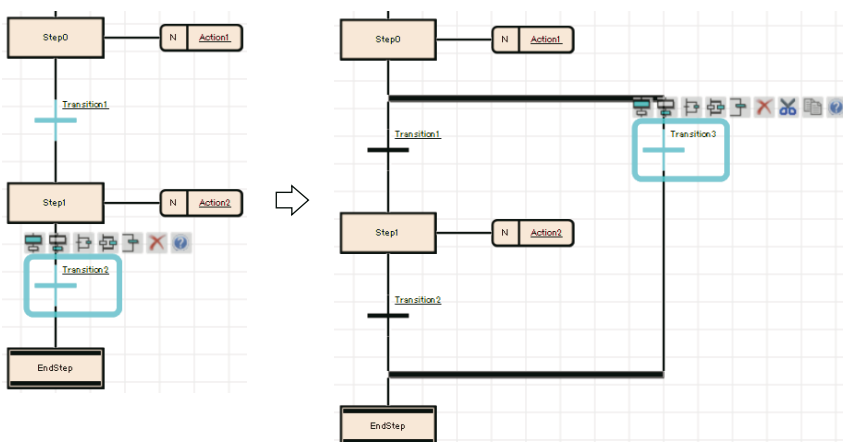 Step0
N
Action1
Transition1
Step1
N
Action2
Transition2
EndStep
Step0
N
Action1
Transition1
Transition3
Step1
N
Action2
Transition2
EndStep